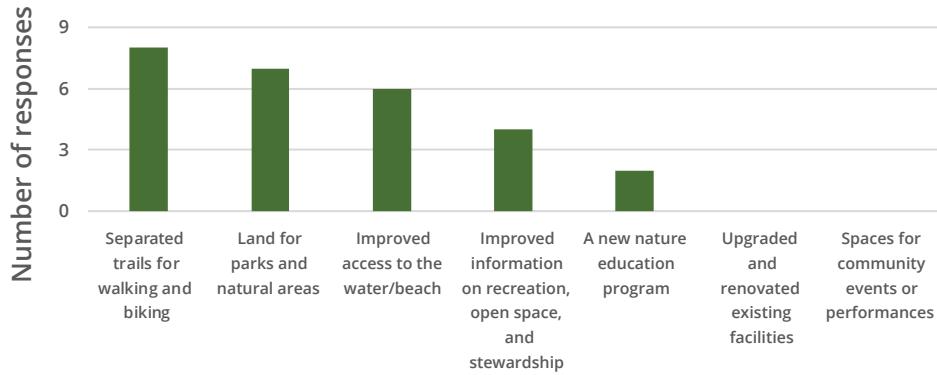 Number of responses
9
6
3
0
Separated
trails for
walking and
biking
Land for
parks and
natural areas
Improved
access to the
water/beach
Improved
information
on recreation,
open space,
and
stewardship
A new nature
education
program
Upgraded
and
renovated
existing
facilities
Spaces for
community
events or
performances